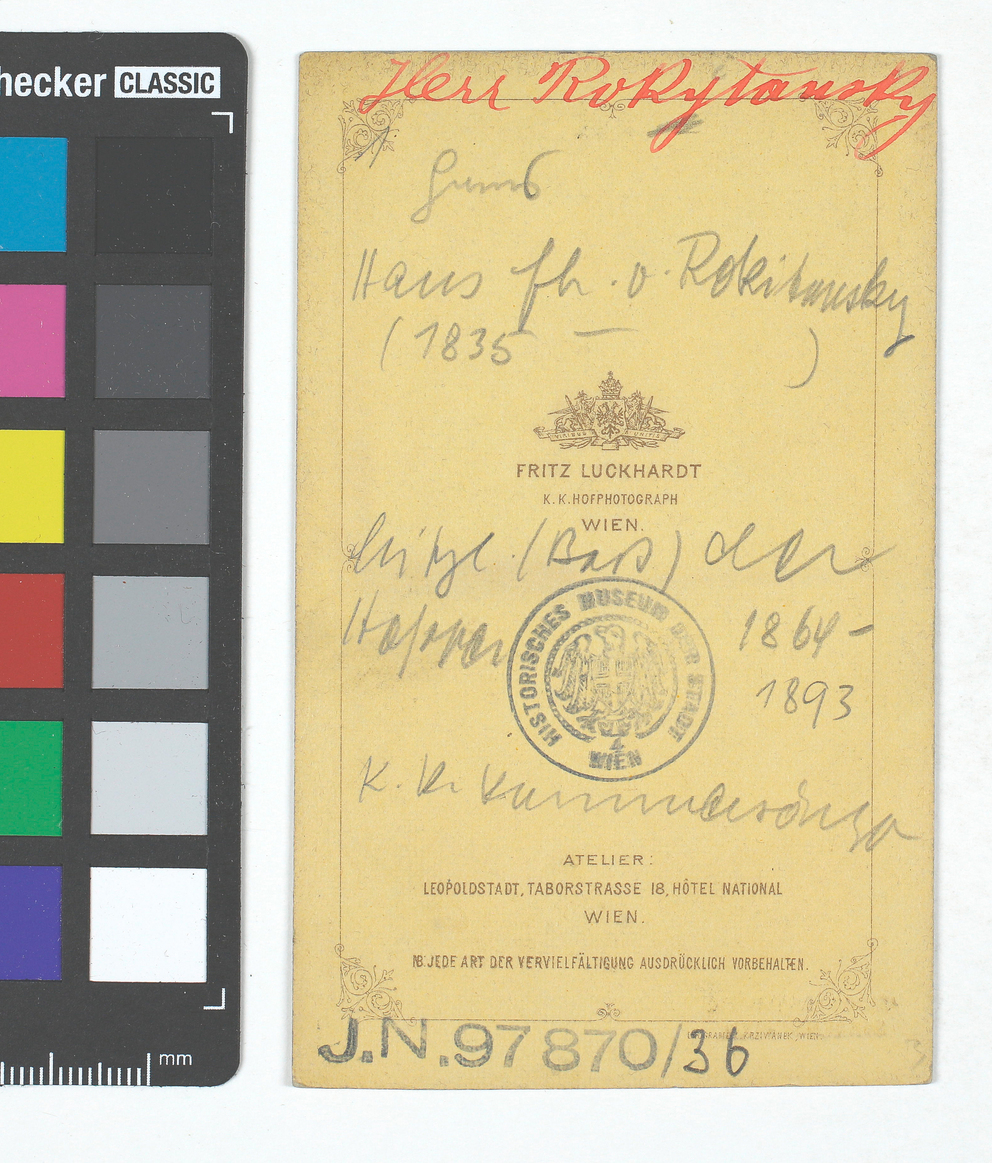 hecker CLASSIC
Herr Rokytansky
Hans Fh. v. Rokitansky
(1835 — )
FRITZ LUCKHARDT
K. K. HOFPHOTOGRAPH
WIEN.
(Bass) der
Hofoper 1864 –
1893
HISTORISCHES MUSEUM DER STADT
4
WIEN
K. K. Kammersänger
ATELIER:
LEOPOLDSTADT, TABORSTRASSE 18, HÔTEL NATIONAL
WIEN.
NB. JEDE ART DER VERVIELFÄLTIGUNG AUSDRÜCKLICH VORBEHALTEN.
J.N. 97870/36
mm